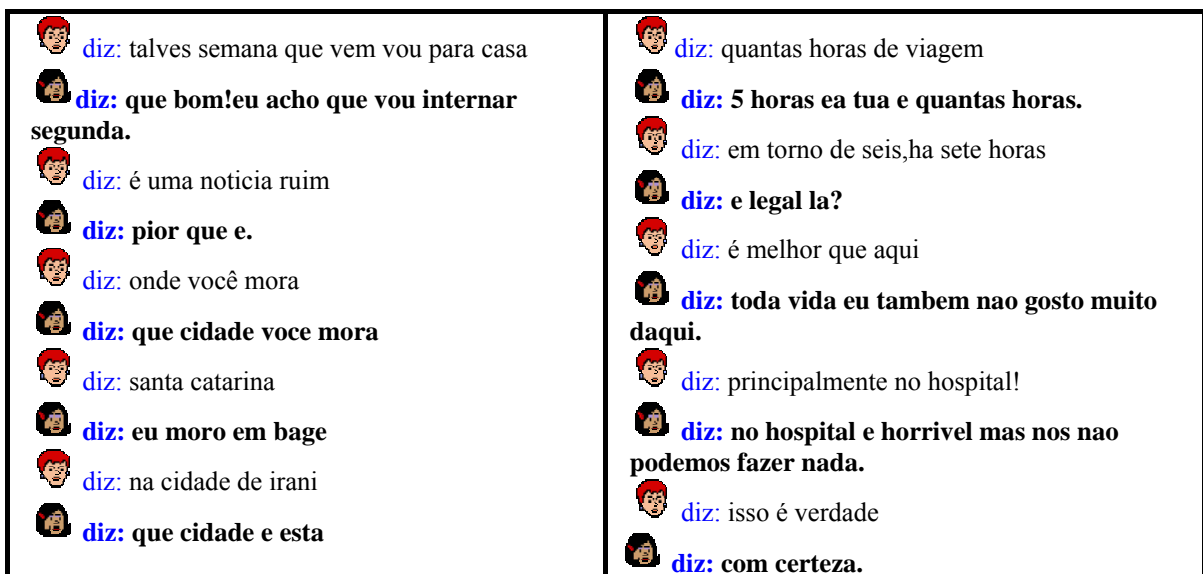 diz: talves semana que vem vou para casa
diz: que bom!eu acho que vou internar
segunda.
diz: é uma noticia ruim
diz: pior que e.
diz: onde você mora
diz: que cidade voce mora
diz: santa catarina
diz: eu moro em bage
diz: na cidade de irani
diz: que cidade e esta
diz: quantas horas de viagem
diz: 5 horas ea tua e quantas horas.
diz: em torno de seis,ha sete horas
diz: e legal la?
diz: é melhor que aqui
diz: toda vida eu tambem nao gosto muito
daqui.
diz: principalmente no hospital!
diz: no hospital e horrivel mas nos nao
podemos fazer nada.
diz: isso é verdade
diz: com certeza.